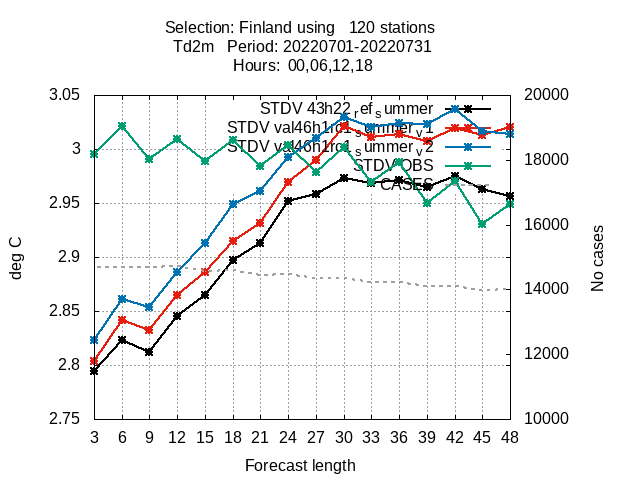 Selection: Finland using   120 stations
Td2m   Period: 20220701-20220731
Hours:  00,06,12,18
3.05
3
2.95
2.9
2.85
2.8
2.75
deg C
20000
18000
16000
14000
12000
10000
No cases
STDV 43h22_ref_summer
STDV val46h1rc1_summer_v1
STDV val46h1rc1_summer_v2
STDV OBS
CASES
3 6 9 12 15 18 21 24 27 30 33 36 39 42 45 48
Forecast length